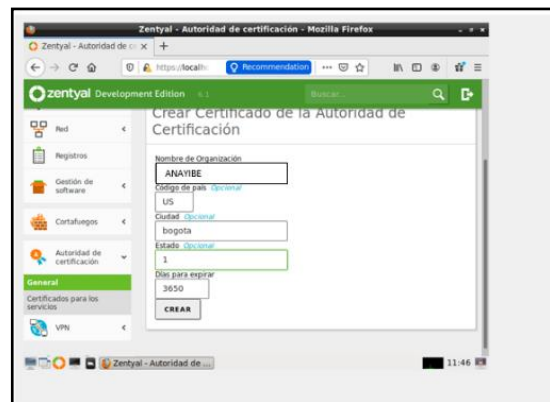 Zentyal - Autoridad de certificación - Mozilla Firefox
Zentyal - Autoridad de ce
https://localh
Recommendation
zentyal Development Edition 6.1
Buscar...
Crear Certificado de la Autoridad de
Certificación
Red
Registros
Gestión de
software
Cortafuegos
Autoridad de
certificación
General
Certificados para los
servicios
VPN
Nombre de Organización
ANAYIBE
Código de país Opcional
US
Ciudad Opcional
bogota
Estado Opcional
1
Días para expirar
3650
CREAR
Zentyal - Autoridad de ...
11:46